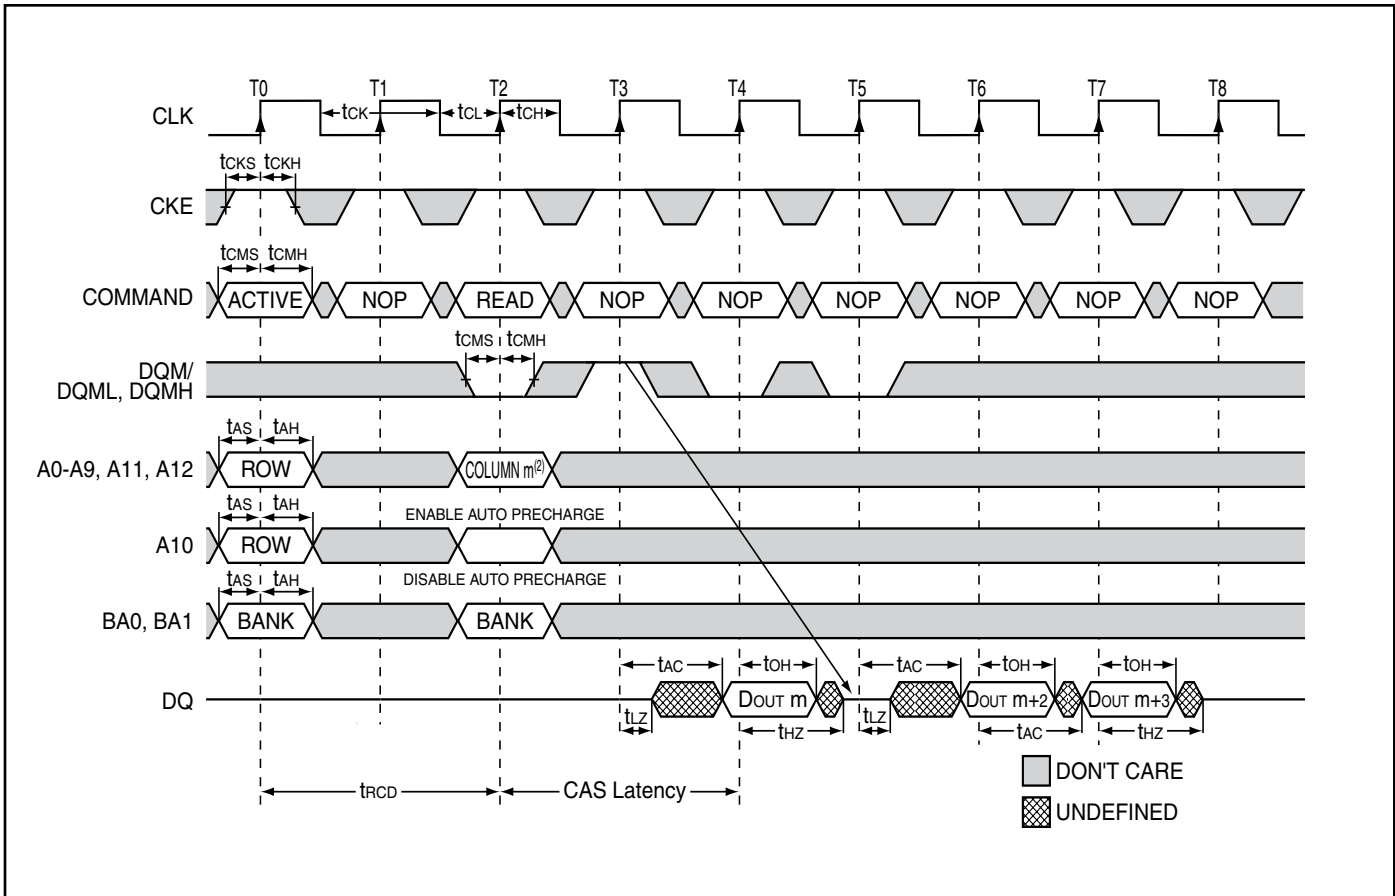 T0 T1 T2 T3 T4 T5 T6 T7 T8
CLK tCK tCL tCH
tCKS tCKH
CKE
tCMS tCMH
COMMAND ACTIVE NOP READ NOP NOP NOP NOP NOP NOP
tCMS tCMH
DQM/
DQML, DQMH
tAS tAH
A0-A9, A11, A12 ROW COLUMN m(2)
tAS tAH ENABLE AUTO PRECHARGE
A10 ROW
tAS tAH DISABLE AUTO PRECHARGE
BA0, BA1 BANK BANK
tAC tOH tAC tOH tOH
DQ DOUT m DOUT m+2 DOUT m+3
tLZ tHZ tLZ tAC tHZ
DON'T CARE
tRCD CAS Latency
UNDEFINED